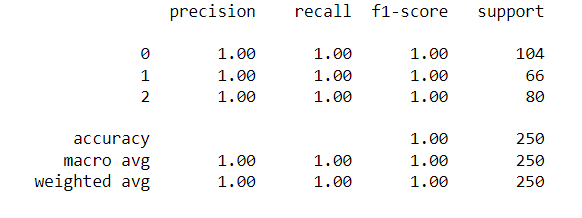 precision recall f1-score support
0 1.00 1.00 1.00 104
1 1.00 1.00 1.00 66
2 1.00 1.00 1.00 80
accuracy 1.00 250
macro avg 1.00 1.00 1.00 250
weighted avg 1.00 1.00 1.00 250